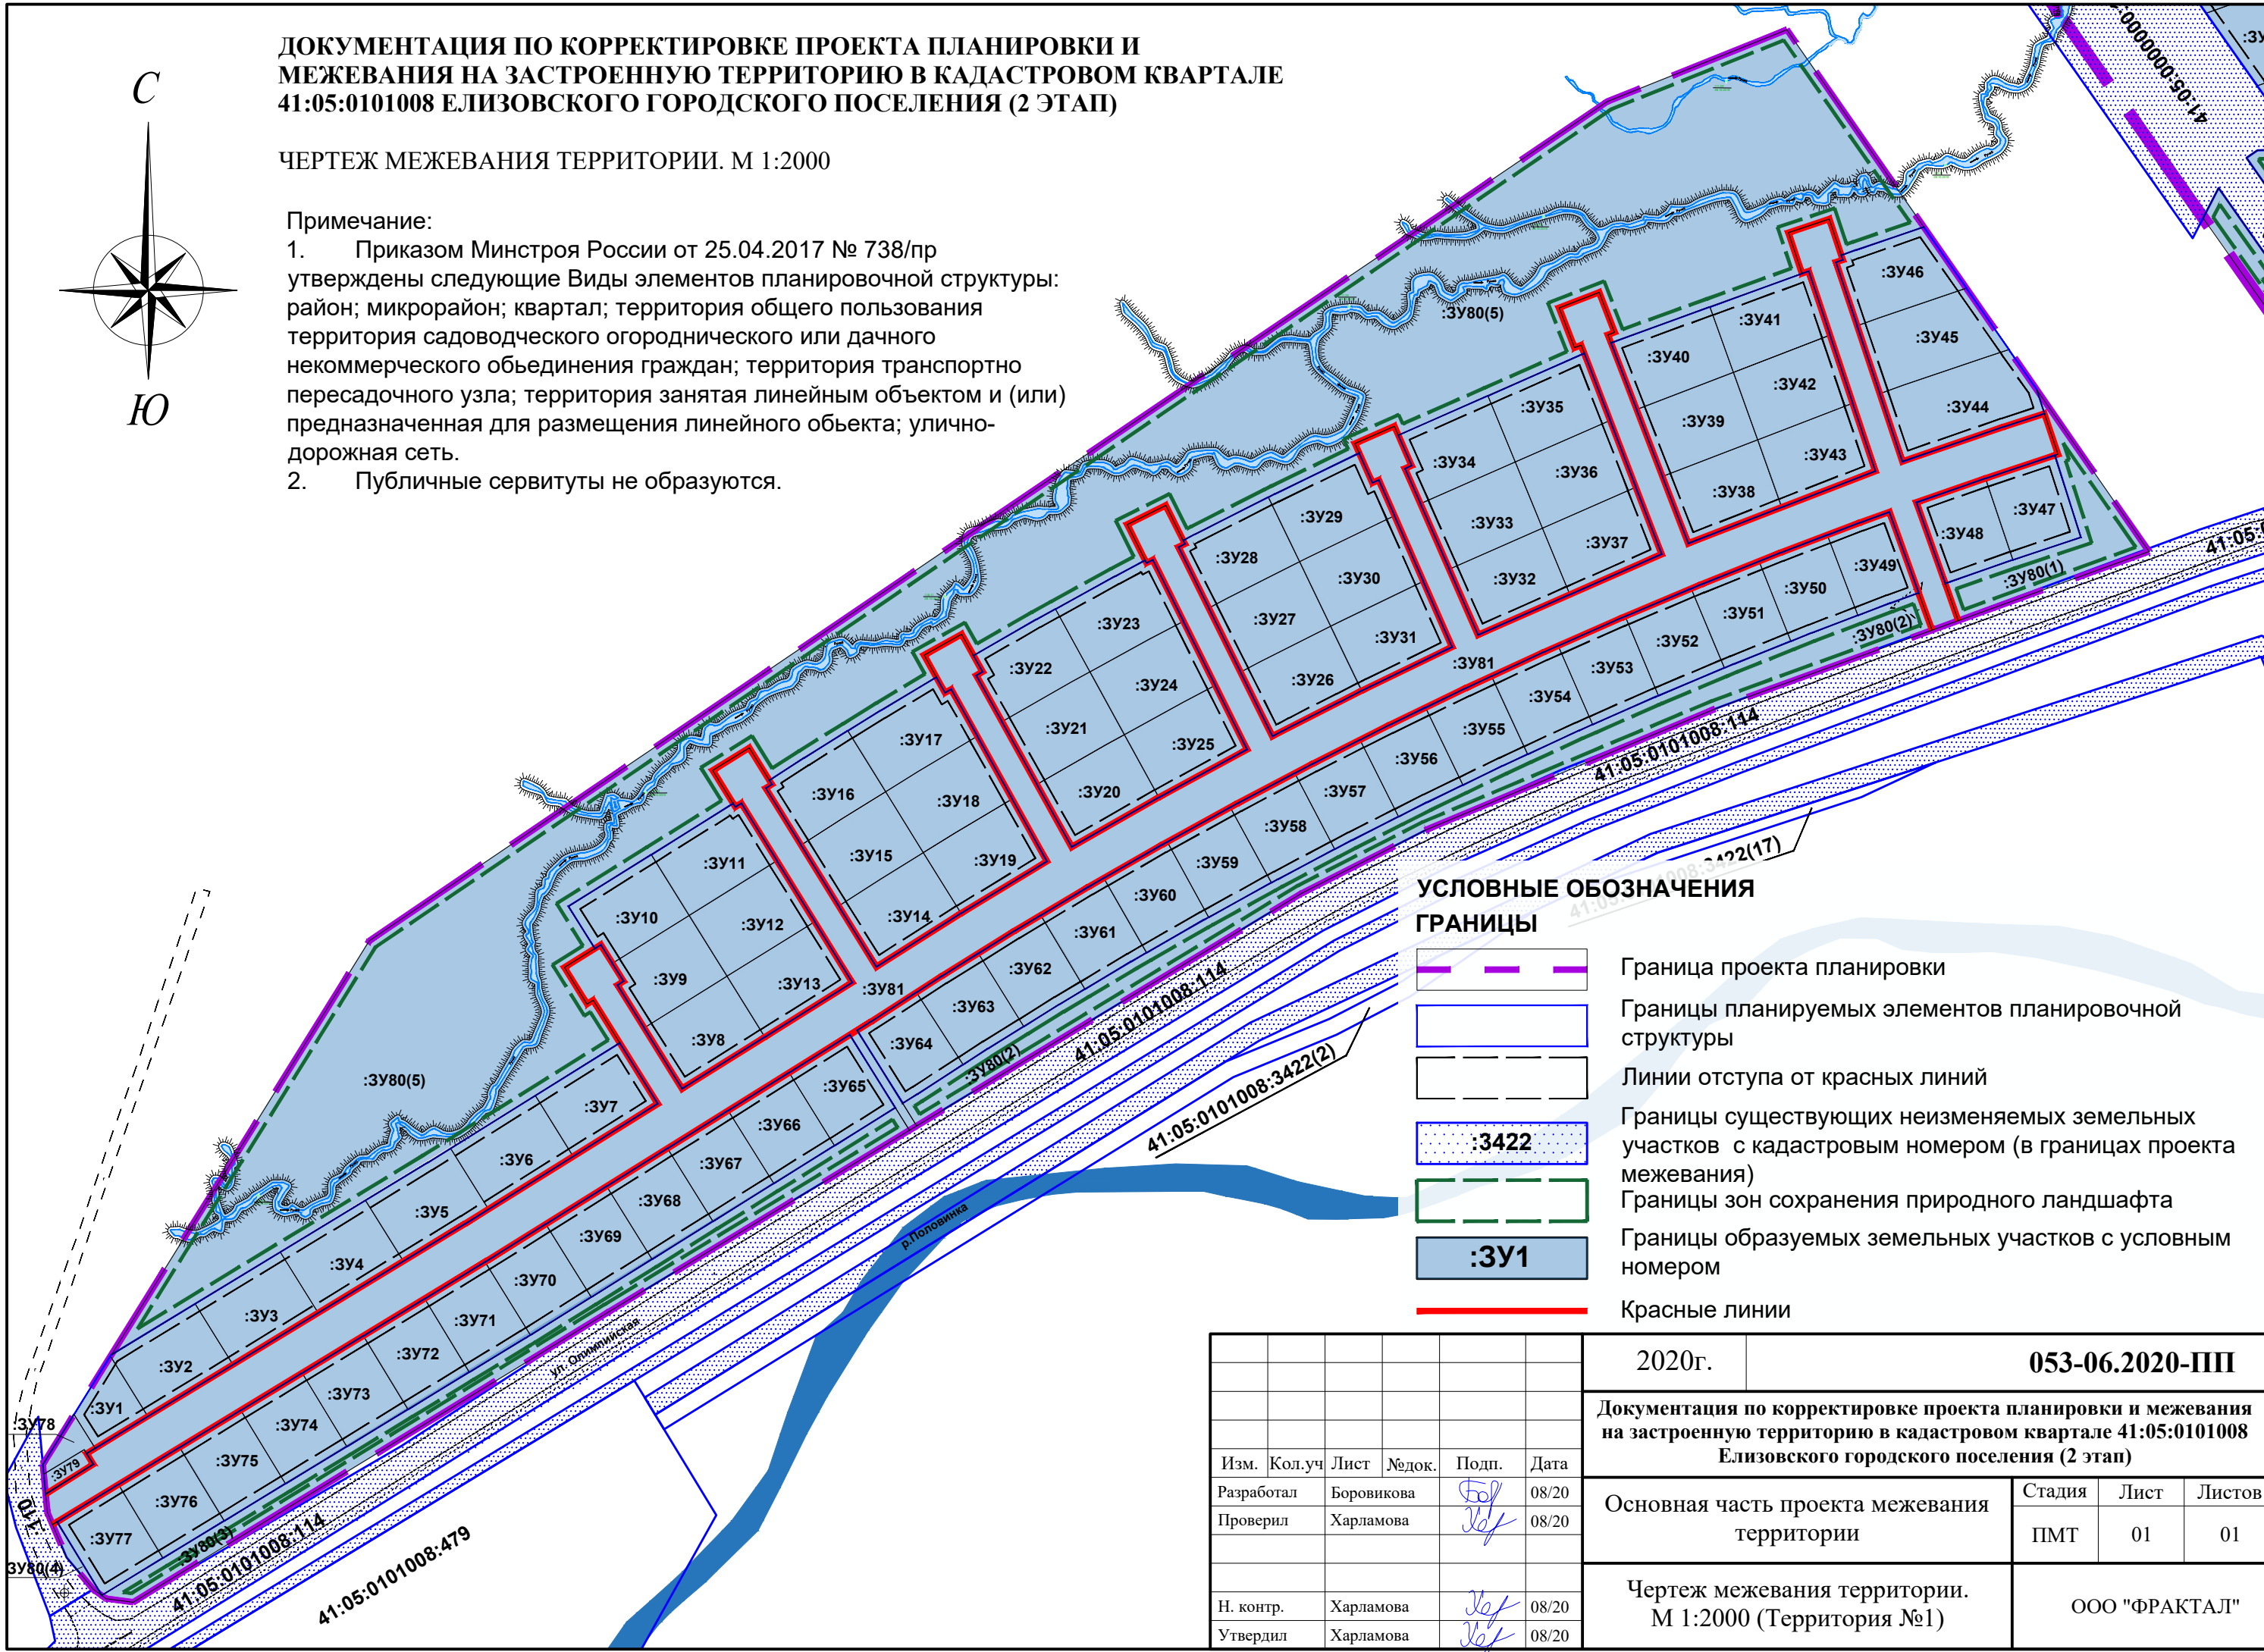 ДОКУМЕНТАЦИЯ ПО КОРРЕКТИРОВКЕ ПРОЕКТА ПЛАНИРОВКИ И
МЕЖЕВАНИЯ НА ЗАСТРОЕННУЮ ТЕРРИТОРИЮ В КАДАСТРОВОМ КВАРТАЛЕ
41:05:0101008 ЕЛИЗОВСКОГО ГОРОДСКОГО ПОСЕЛЕНИЯ (2 ЭТАП)
ЧЕРТЕЖ МЕЖЕВАНИЯ ТЕРРИТОРИИ. М 1:2000
С
Ю
Примечание:
1. Приказом Минстроя России от 25.04.2017 № 738/пр
утверждены следующие Виды элементов планировочной структуры:
район; микрорайон; квартал; территория общего пользования
территория садоводческого огороднического или дачного
некоммерческого обьединения граждан; территория транспортно
пересадочного узла; территория занятая линейным объектом и (или)
предназначенная для размещения линейного обьекта; улично-
дорожная сеть.
2. Публичные сервитуты не образуются.
:ЗУ46
:ЗУ45
:ЗУ44
:ЗУ41
:ЗУ40
:ЗУ42
:ЗУ39
:ЗУ43
:ЗУ38
:ЗУ80(5)
:ЗУ35
:ЗУ34
:ЗУ36
:ЗУ33
:ЗУ37
:ЗУ32
:ЗУ47
:ЗУ48
:ЗУ80(1)
:ЗУ49
:ЗУ50
:ЗУ51
:ЗУ52
:ЗУ53
:ЗУ54
:ЗУ55
:ЗУ56
:ЗУ57
:ЗУ58
:ЗУ59
:ЗУ60
:ЗУ61
:ЗУ62
:ЗУ63
:ЗУ64
:ЗУ80(2)
:ЗУ29
:ЗУ28
:ЗУ30
:ЗУ27
:ЗУ31
:ЗУ26
:ЗУ81
:ЗУ23
:ЗУ22
:ЗУ24
:ЗУ21
:ЗУ25
:ЗУ20
:ЗУ17
:ЗУ16
:ЗУ18
:ЗУ15
:ЗУ19
:ЗУ14
:ЗУ11
:ЗУ10
:ЗУ12
:ЗУ9
:ЗУ13
:ЗУ8
:ЗУ81
:ЗУ80(2)
:ЗУ80(5)
:ЗУ7
:ЗУ6
:ЗУ5
:ЗУ4
:ЗУ3
:ЗУ2
:ЗУ1
:ЗУ78
:ЗУ79
:ЗУ65
:ЗУ66
:ЗУ67
:ЗУ68
:ЗУ69
:ЗУ70
:ЗУ71
:ЗУ72
:ЗУ73
:ЗУ74
:ЗУ75
:ЗУ76
:ЗУ77
:ЗУ80(3)
ЗУ80(4)
41:05:0101008:114
41:05:0101008:114
41:05:0101008:114
41:05:0101008:479
41:05:0101008:3422(2)
ул. Олимпийская
р.Половинка
УСЛОВНЫЕ ОБОЗНАЧЕНИЯ
ГРАНИЦЫ
Граница проекта планировки
Границы планируемых элементов планировочной
структуры
Линии отступа от красных линий
:3422
Границы существующих неизменяемых земельных
участков с кадастровым номером (в границах проекта
межевания)
Границы зон сохранения природного ландшафта
:ЗУ1
Границы образуемых земельных участков с условным
номером
Красные линии
2020г. 053-06.2020-ПП
Документация по корректировке проекта планировки и межевания
на застроенную территорию в кадастровом квартале 41:05:0101008
Елизовского городского поселения (2 этап)
Изм. Кол.уч Лист №док. Подп. Дата
Разработал Боровикова 08/20
Проверил Харламова 08/20
Н. контр. Харламова 08/20
Утвердил Харламова 08/20
Основная часть проекта межевания
территории
Стадия Лист Листов
ПМТ 01 01
Чертеж межевания территории.
М 1:2000 (Территория №1)
ООО "ФРАКТАЛ"